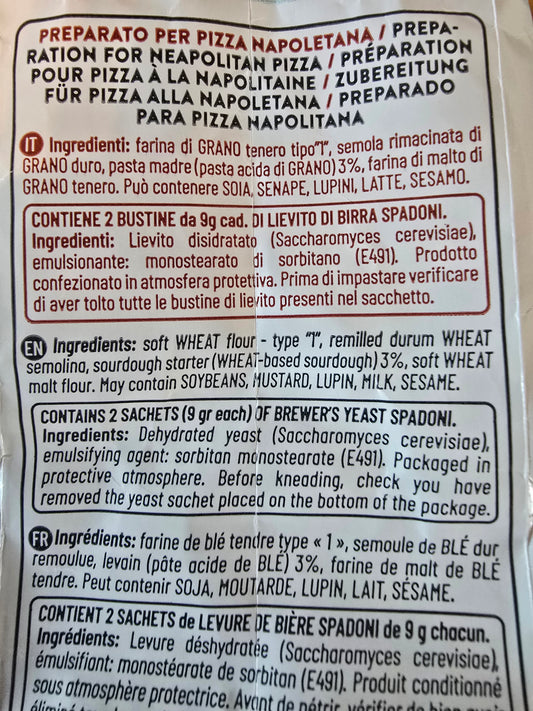 PREPARATO PER PIZZA NAPOLETANA / PREPA-
RATION FOR NEAPOLITAN PIZZA / PRÉPARATION
POUR PIZZA À LA NAPOLITAINE / ZUBEREITUNG
FÜR PIZZA ALLA NAPOLETANA / PREPARADO
PARA PIZZA NAPOLITANA
IT Ingredienti: farina di GRANO tenero tipo"1", semola rimacinata di
GRANO duro, pasta madre (pasta acida di GRANO) 3%, farina di malto di
GRANO tenero. Può contenere SOIA, SENAPE, LUPINI, LATTE, SESAMO.
CONTIENE 2 BUSTINE da 9g cad. DI LIEVITO DI BIRRA SPADONI.
Ingredienti: Lievito disidratato (Saccharomyces cerevisiae),
emulsionante: monostearato di sorbitano (E491). Prodotto
confezionato in atmosfera protettiva. Prima di impastare verificare
di aver tolto tutte le bustine di lievito presenti nel sacchetto.
EN Ingredients: soft WHEAT flour - type "1", remilled durum WHEAT
semolina, sourdough starter (WHEAT-based sourdough) 3%, soft WHEAT
malt flour. May contain SOYBEANS, MUSTARD, LUPIN, MILK, SESAME.
CONTAINS 2 SACHETS (9 gr each) OF BREWER'S YEAST SPADONI.
Ingredients: Dehydrated yeast (Saccharomyces cerevisiae),
emulsifying agent: sorbitan monostearate (E491). Packaged in
protective atmosphere. Before kneading, check you have
removed the yeast sachet placed on the bottom of the package.
FR Ingrédients: farine de blé tendre type « 1 », semoule de BLÉ dur
remoulue, levain (pâte acide de BLÉ) 3%, farine de malt de BLÉ
tendre. Peut contenir SOJA, MOUTARDE, LUPIN, LAIT, SÉSAME.
CONTIENT 2 SACHETS de LEVURE DE BIÈRE SPADONI de 9 g chacun.
Ingrédients: Levure déshydratée (Saccharomyces cerevisiae),
émulsifiant: monostéarate de sorbitan (E491). Produit conditionné
sous atmosphère protectrice. Avant de pétrir, vérifier de bien avoir